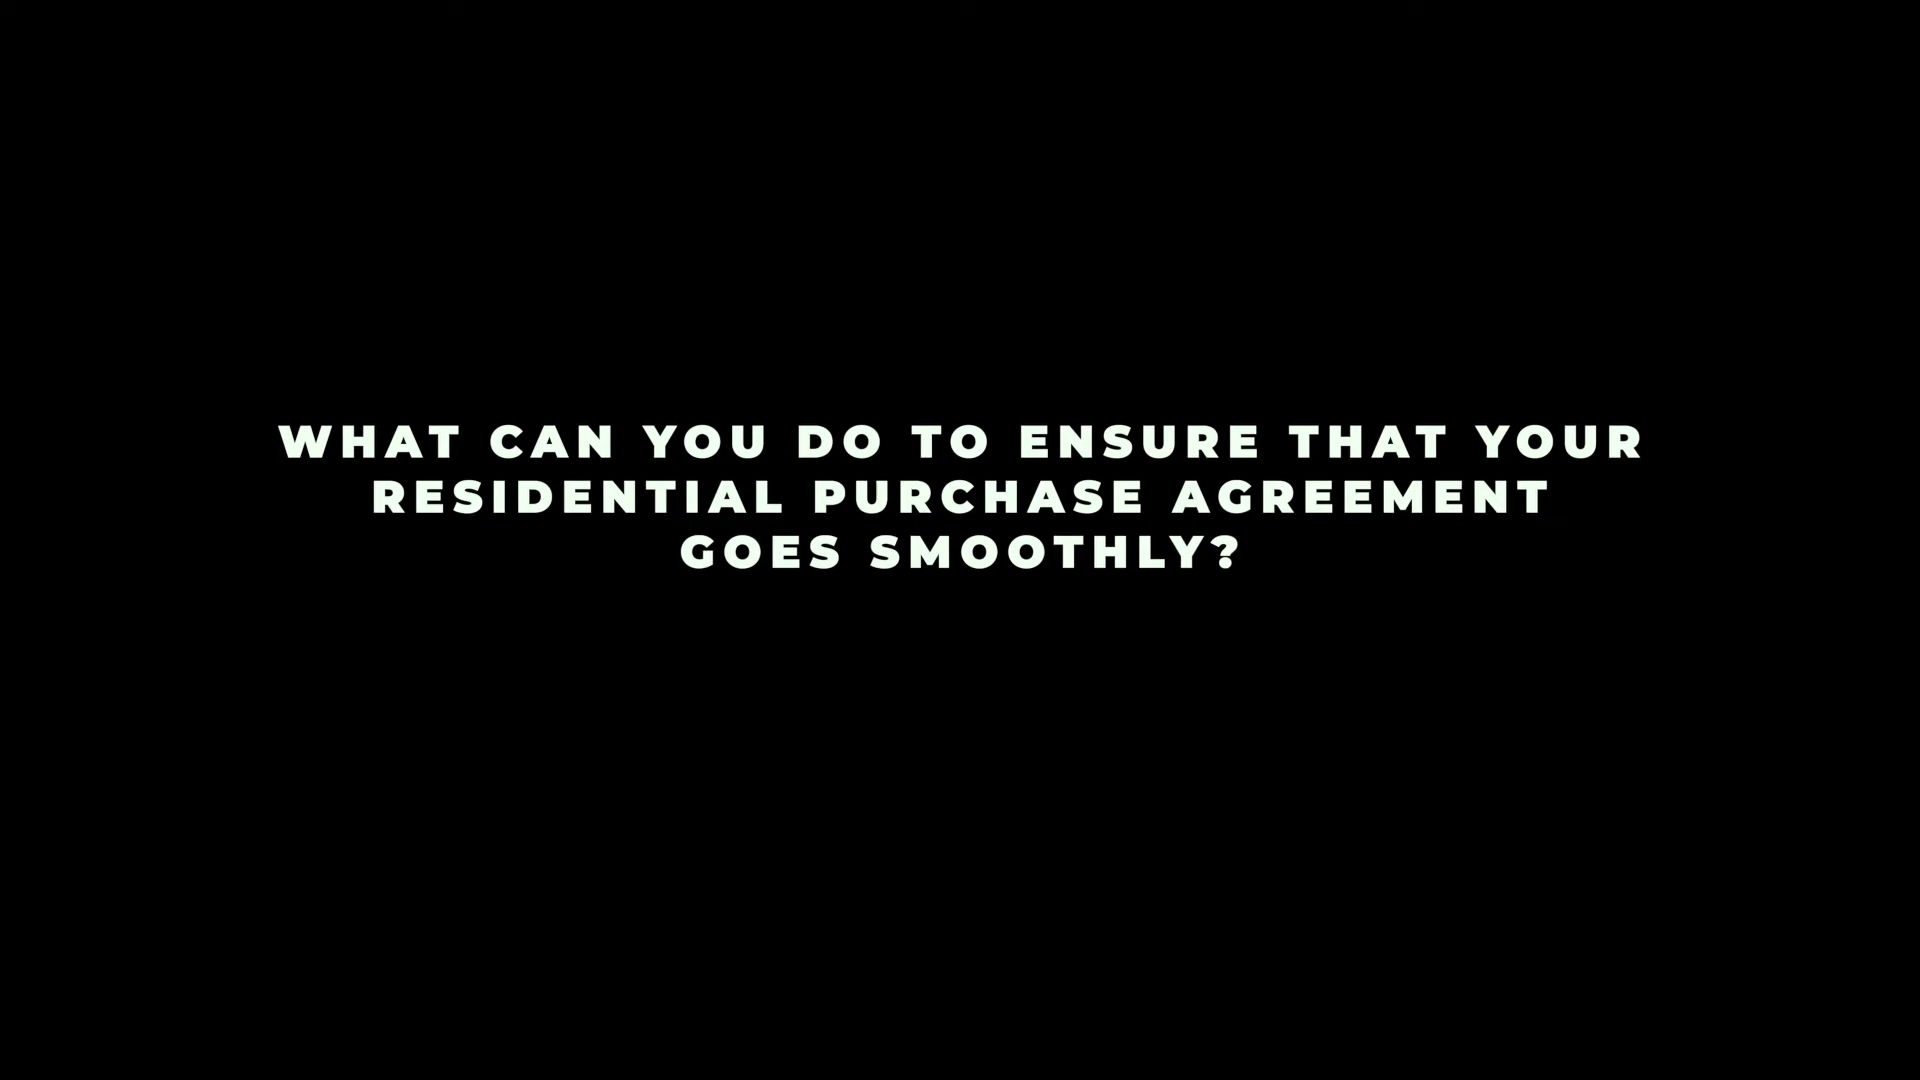 WHAT CAN YOU DO TO ENSURE THAT YOUR
RESIDENTIAL PURCHASE AGREEMENT
GOES SMOOTHLY?